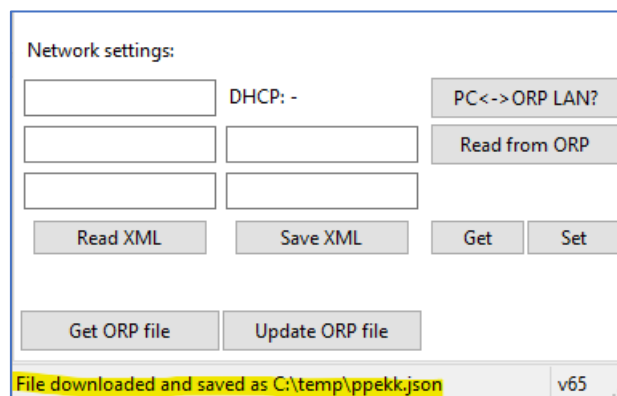 Network settings:
DHCP: -
PC<->ORP LAN?
Read from ORP
Read XML
Save XML
Get
Set
Get ORP file
Update ORP file
File downloaded and saved as C:\temp\ppekk.json
v65